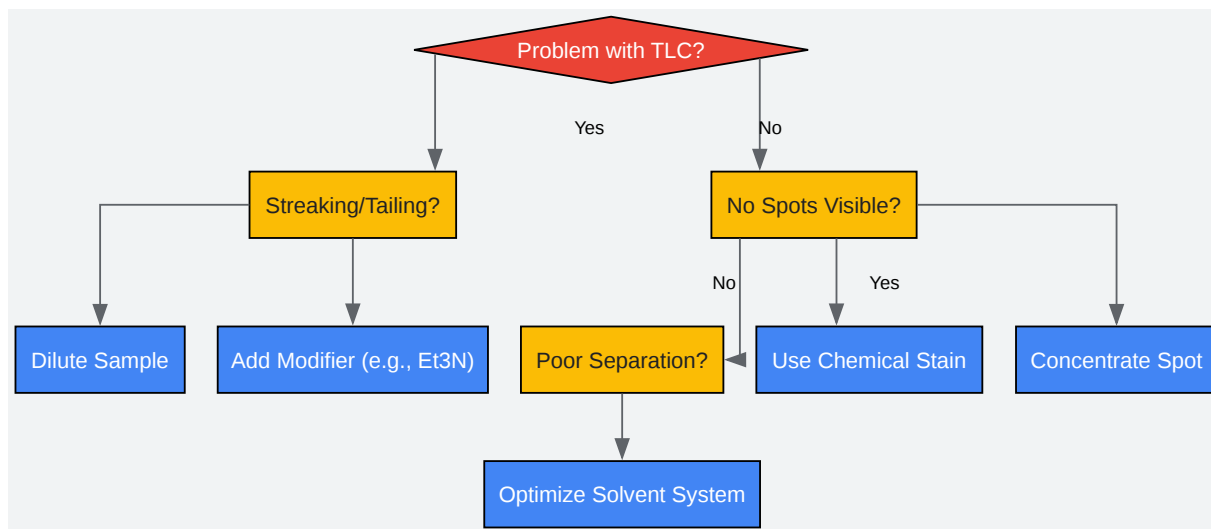 Problem with TLC?
Yes
No
Streaking/Tailing?
No Spots Visible?
No
Yes
Dilute Sample
Add Modifier (e.g., Et3N)
Poor Separation?
Use Chemical Stain
Concentrate Spot
Optimize Solvent System